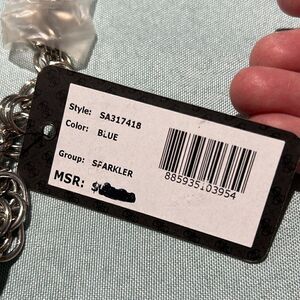 Style: SA317418
Color: BLUE
Group: SPARKLER
MSR: $
885935103954